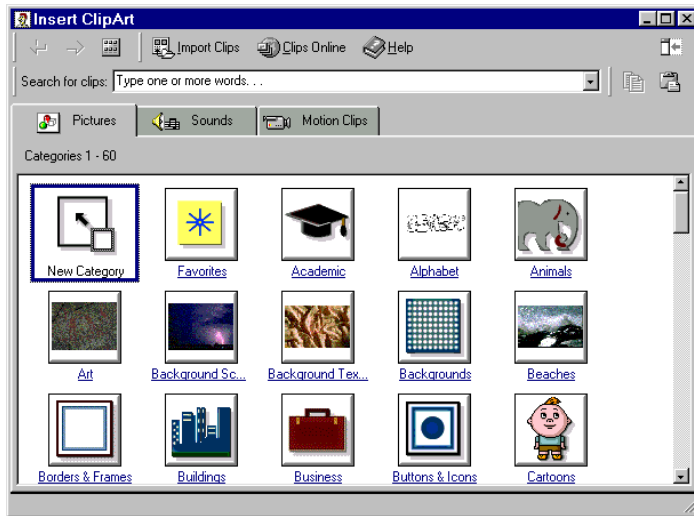 Insert ClipArt
Import Clips Clips Online Help
Search for clips: Type one or more words. . .
Pictures Sounds Motion Clips
Categories 1 - 60
New Category Favorites Academic Alphabet Animals
Art Background Sc... Background Tex... Backgrounds Beaches
Borders & Frames Buildings Business Buttons & Icons Cartoons